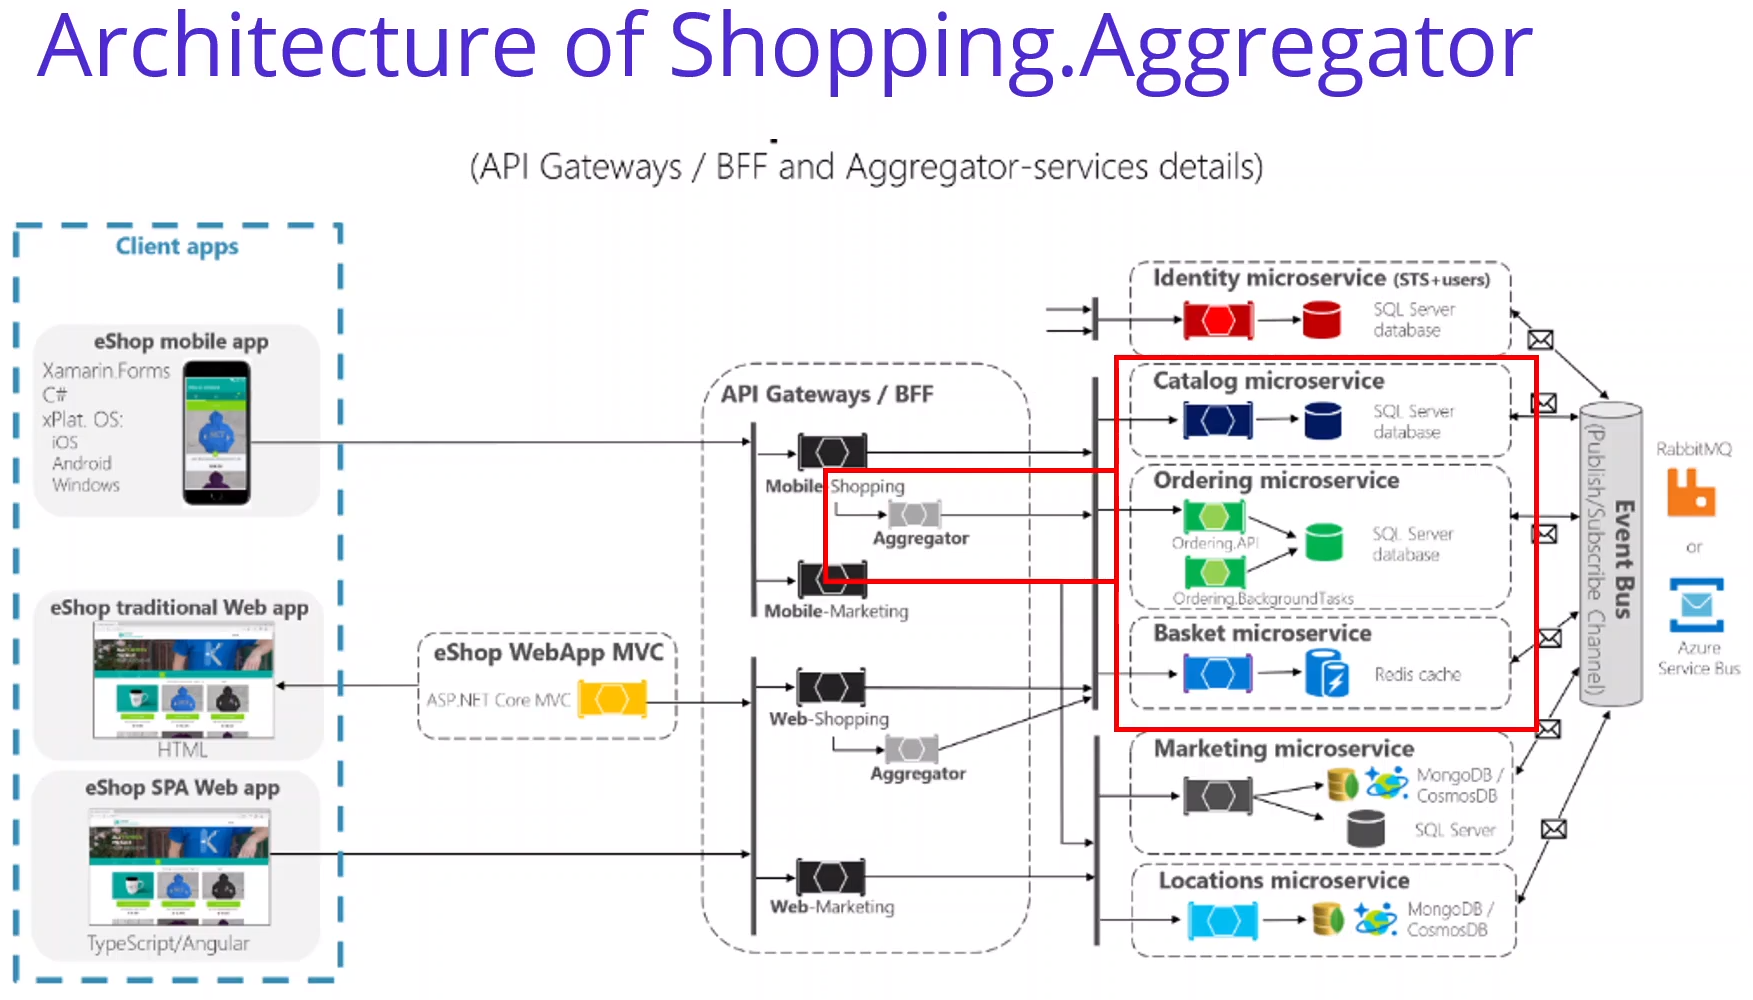 Architecture of Shopping.Aggregator
(API Gateways / BFF and Aggregator-services details)
Client apps
eShop mobile app
Xamarin.Forms
C#
xPlat. OS:
iOS
Android
Windows
eShop traditional Web app
HTML
eShop SPA Web app
TypeScript/Angular
eShop WebApp MVC
ASP.NET Core MVC
API Gateways / BFF
Mobile-Shopping
Aggregator
Mobile-Marketing
Web-Shopping
Aggregator
Web-Marketing
Identity microservice (STS+users)
SQL Server
database
Catalog microservice
SQL Server
database
Ordering microservice
Ordering.API
SQL Server
database
Ordering.BackgroundTasks
Basket microservice
Redis cache
Marketing microservice
MongoDB /
CosmosDB
SQL Server
Locations microservice
MongoDB /
CosmosDB
Event Bus
(Publish/Subscribe Channel)
RabbitMQ
or
Azure
Service Bus